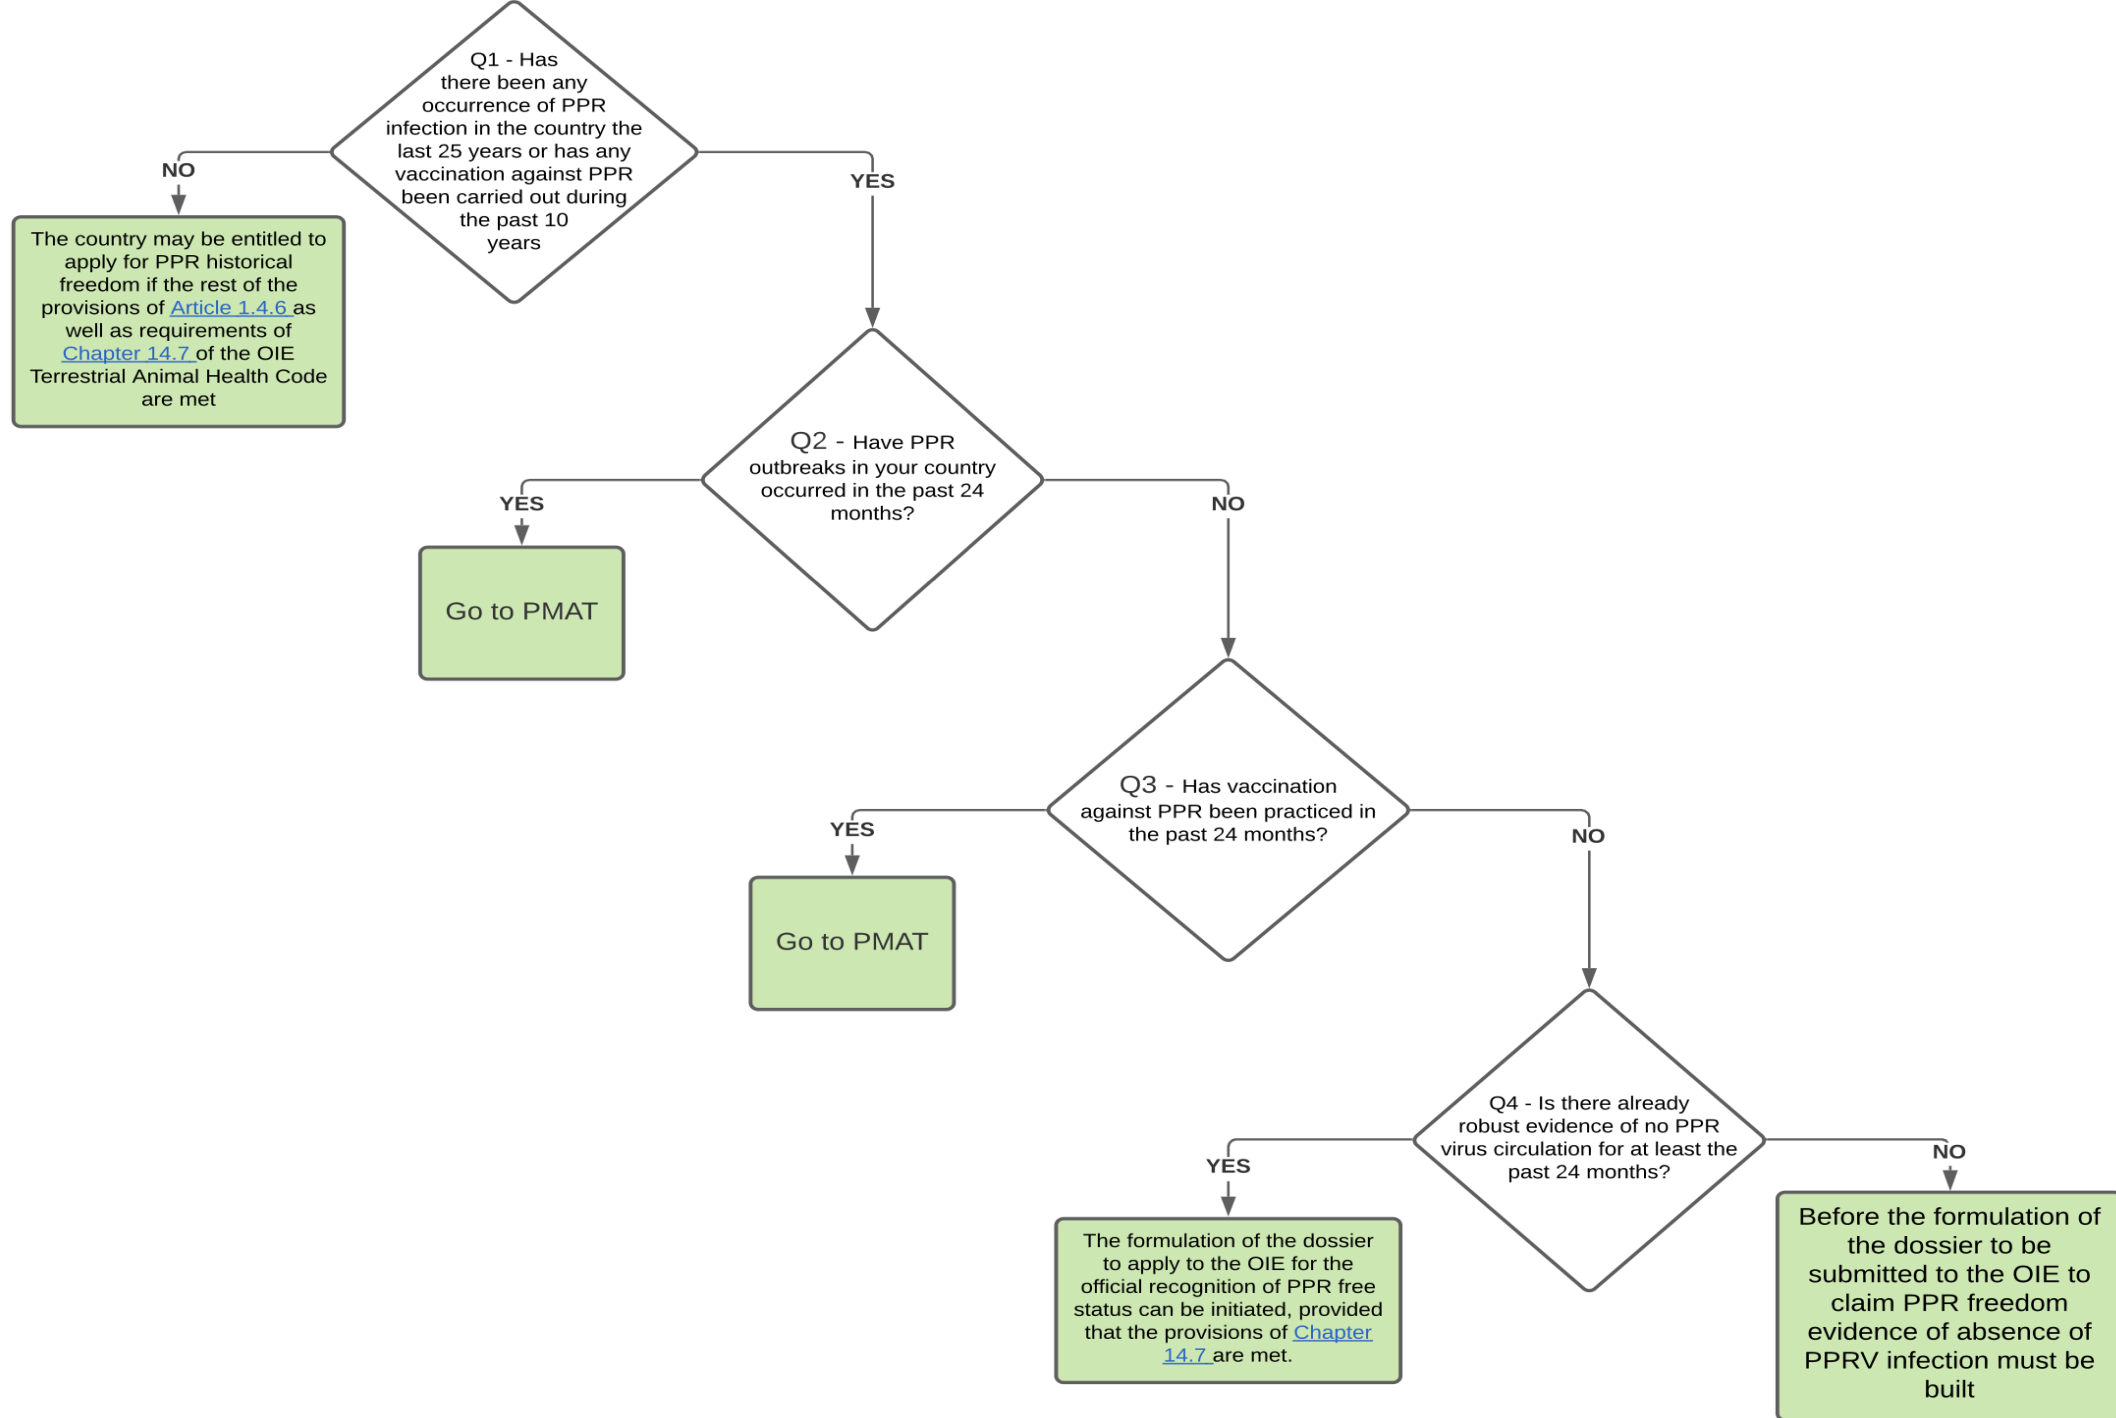 Q1 - Has
there been any
occurrence of PPR
infection in the country the
last 25 years or has any
vaccination against PPR
been carried out during
the past 10
years
NO
YES
The country may be entitled to
apply for PPR historical
freedom if the rest of the
provisions of Article 1.4.6 as
well as requirements of
Chapter 14.7 of the OIE
Terrestrial Animal Health Code
are met
Q2 - Have PPR
outbreaks in your country
occurred in the past 24
months?
YES
NO
Go to PMAT
Q3 - Has vaccination
against PPR been practiced in
the past 24 months?
YES
NO
Go to PMAT
Q4 - Is there already
robust evidence of no PPR
virus circulation for at least the
past 24 months?
YES
NO
The formulation of the dossier
to apply to the OIE for the
official recognition of PPR free
status can be initiated, provided
that the provisions of Chapter
14.7 are met.
Before the formulation of
the dossier to be
submitted to the OIE to
claim PPR freedom
evidence of absence of
PPRV infection must be
built